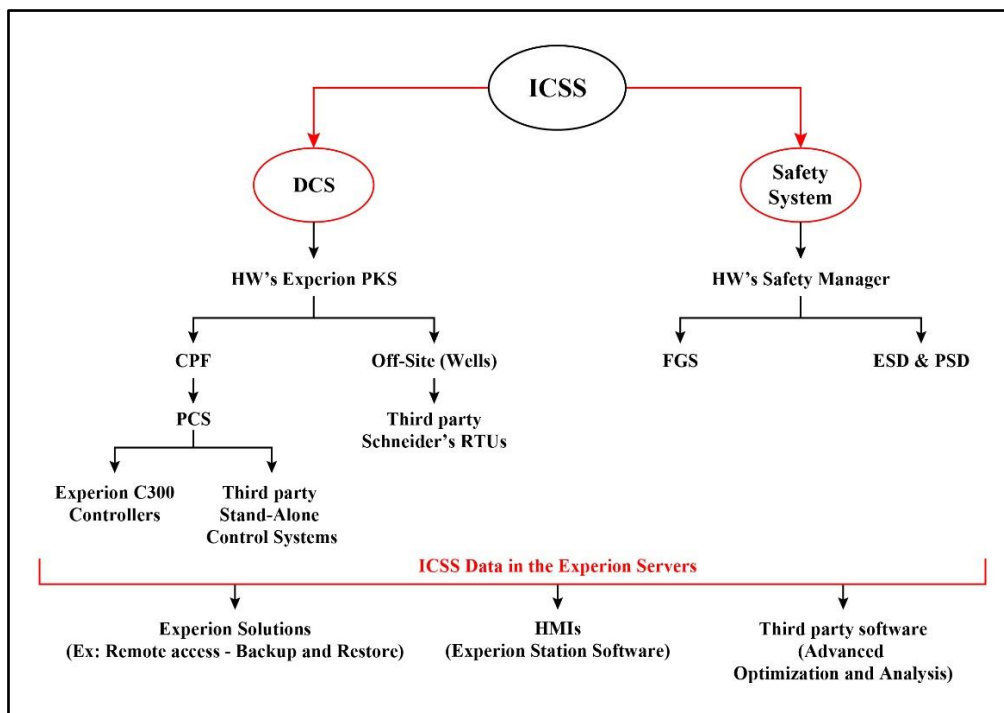 ICSS
DCS
Safety
System
HW's Experion PKS
HW's Safety Manager
CPF
Off-Site (Wells)
FGS
ESD & PSD
PCS
Third party
Schneider's RTUs
Experion C300
Controllers
Third party
Stand-Alone
Control Systems
ICSS Data in the Experion Servers
Experion Solutions
(Ex: Remote access - Backup and Restore)
HMIs
(Experion Station Software)
Third party software
(Advanced
Optimization and Analysis)